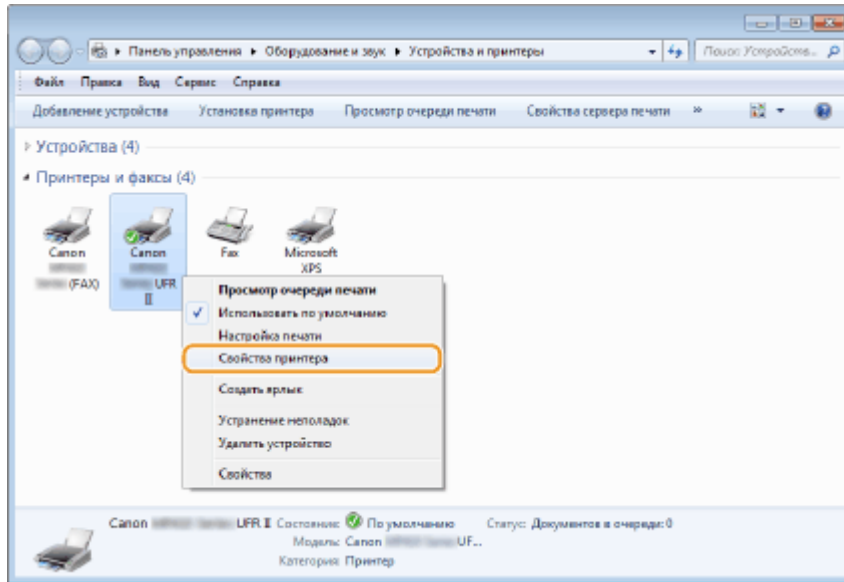 Панель управления ▸ Оборудование и звук ▸ Устройства и принтеры
Поиск: Устройств...
Файл Правка Вид Сервис Справка
Добавление устройства Установка принтера Просмотр очереди печати Свойства сервера печати »
Устройства (4)
Принтеры и факсы (4)
Canon
(FAX)
Canon
UFR
II
Fax
Microsoft
XPS
Просмотр очереди печати
Использовать по умолчанию
Настройка печати
Свойства принтера
Создать ярлык
Устранение неполадок
Удалить устройство
Свойства
Canon UFR II Состояние: По умолчанию Статус: Документов в очереди: 0
Модель: Canon UF...
Категория: Принтер